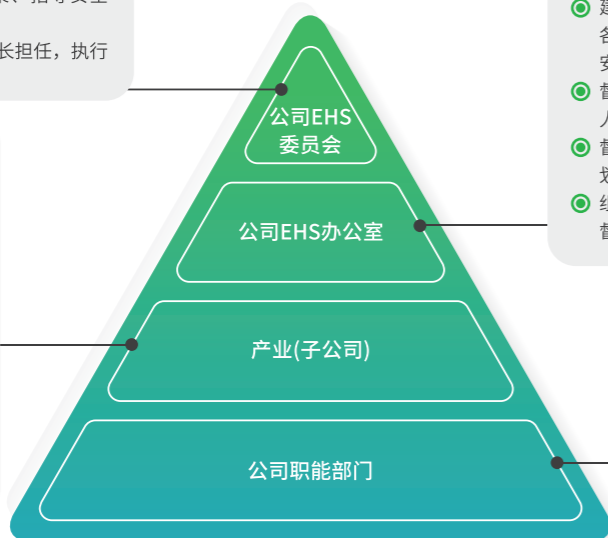 长担任，执行
公司EHS
委员会
公司EHS办公室
产业(子公司)
公司职能部门